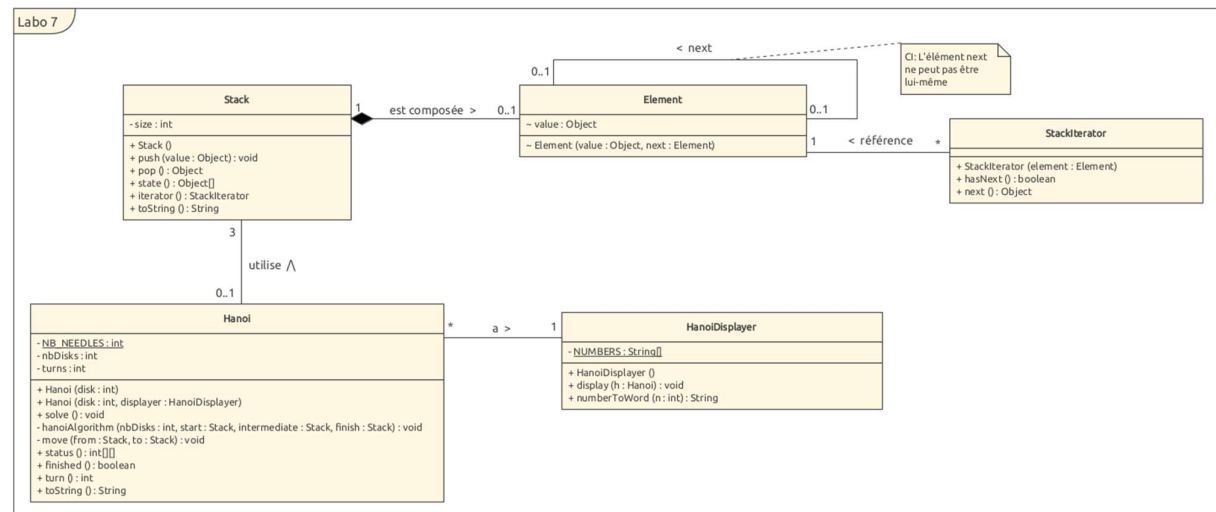 Labo 7
< next
CI: L'élément next
ne peut pas être
lui-même
0..1
0..1
Stack
- size : int
+ Stack ()
+ push (value : Object) : void
+ pop () : Object
+ state () : Object[]
+ iterator () : StackIterator
+ toString () : String
1
est composée >
0..1
Element
~ value : Object
~ Element (value : Object, next : Element)
1
< référence
*
StackIterator
+ StackIterator (element : Element)
+ hasNext () : boolean
+ next () : Object
3
utilise /\
0..1
Hanoi
- NB_NEEDLES : int
- nbDisks : int
- turns : int
+ Hanoi (disk : int)
+ Hanoi (disk : int, displayer : HanoiDisplayer)
+ solve () : void
- hanoiAlgorithm (nbDisks : int, start : Stack, intermediate : Stack, finish : Stack) : void
- move (from : Stack, to : Stack) : void
+ status () : int[][]
+ finished () : boolean
+ turn () : int
+ toString () : String
*
a >
1
HanoiDisplayer
- NUMBERS : String[]
+ HanoiDisplayer ()
+ display (h : Hanoi) : void
+ numberToWord (n : int) : String